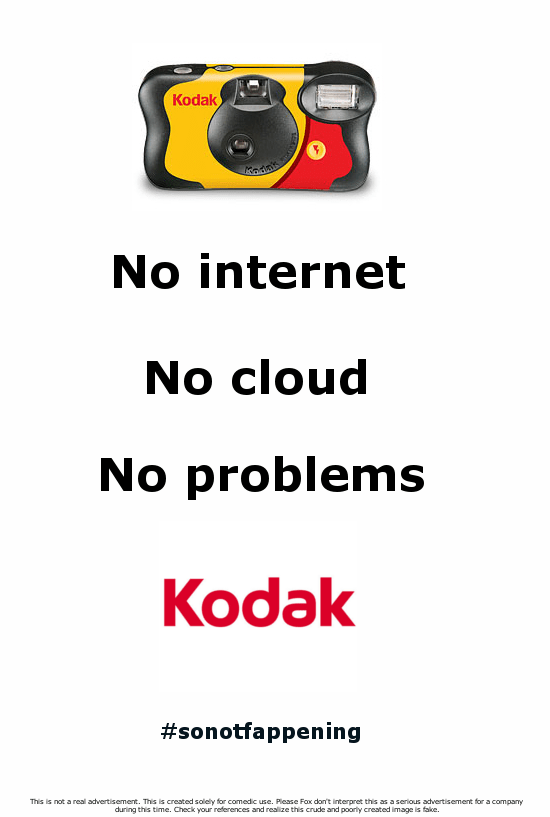 Kodak
Kodak
No internet
No cloud
No problems
Kodak
#sonotfappening
This is not a real advertisement. This is created solely for comedic use. Please Fox don't interpret this as a serious advertisement for a company
during this time. Check your references and realize this crude and poorly created image is fake.